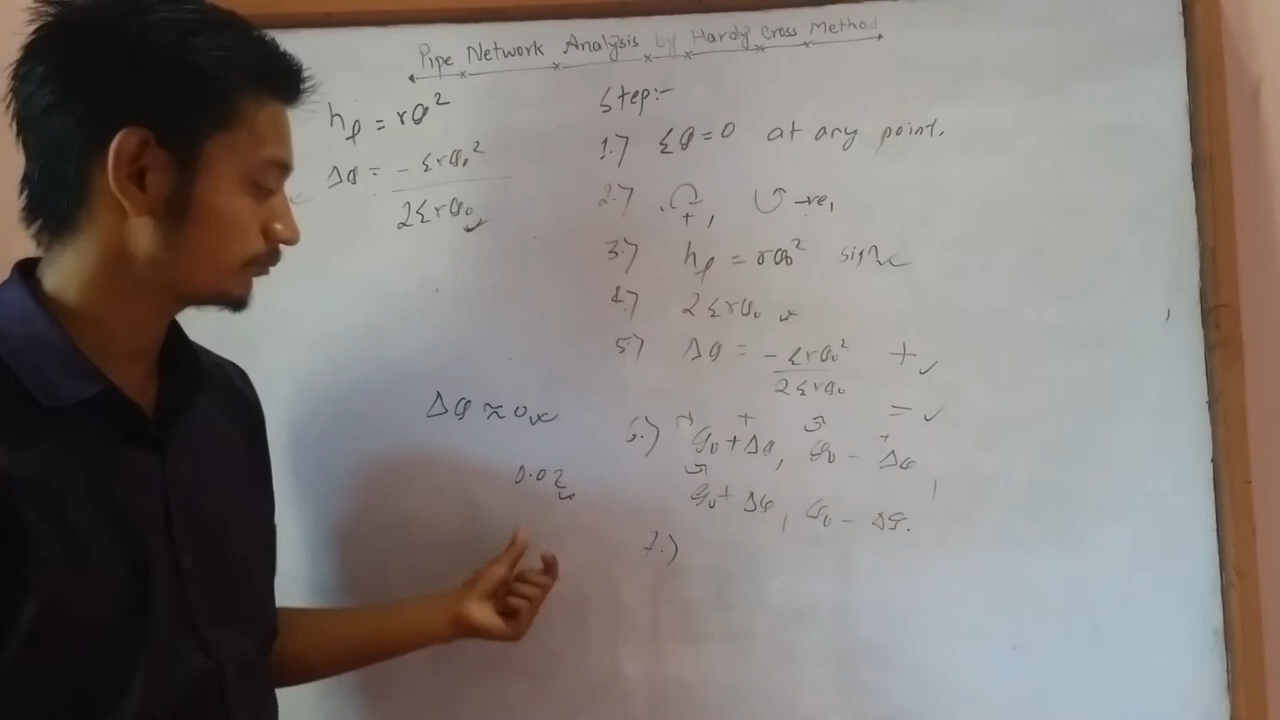 Pipe Network Analysis by Hardy Cross Method
hf = rQ²
ΔQ = -ΣrQ₀² / 2ΣrQ₀
Step:-
1.) ΣQ=0 at any point.
2.) +, -ve,
3.) hf = rQ₀² sign
4.) 2ΣrQ₀
5) ΔQ = -ΣrQ₀² / 2ΣrQ₀ +
-
ΔQ ≈ 0
0.02
6.) Q₀ + ΔQ, Q₀ - ΔQ,
Q₀ + ΔQ, Q₀ - ΔQ.
7.)